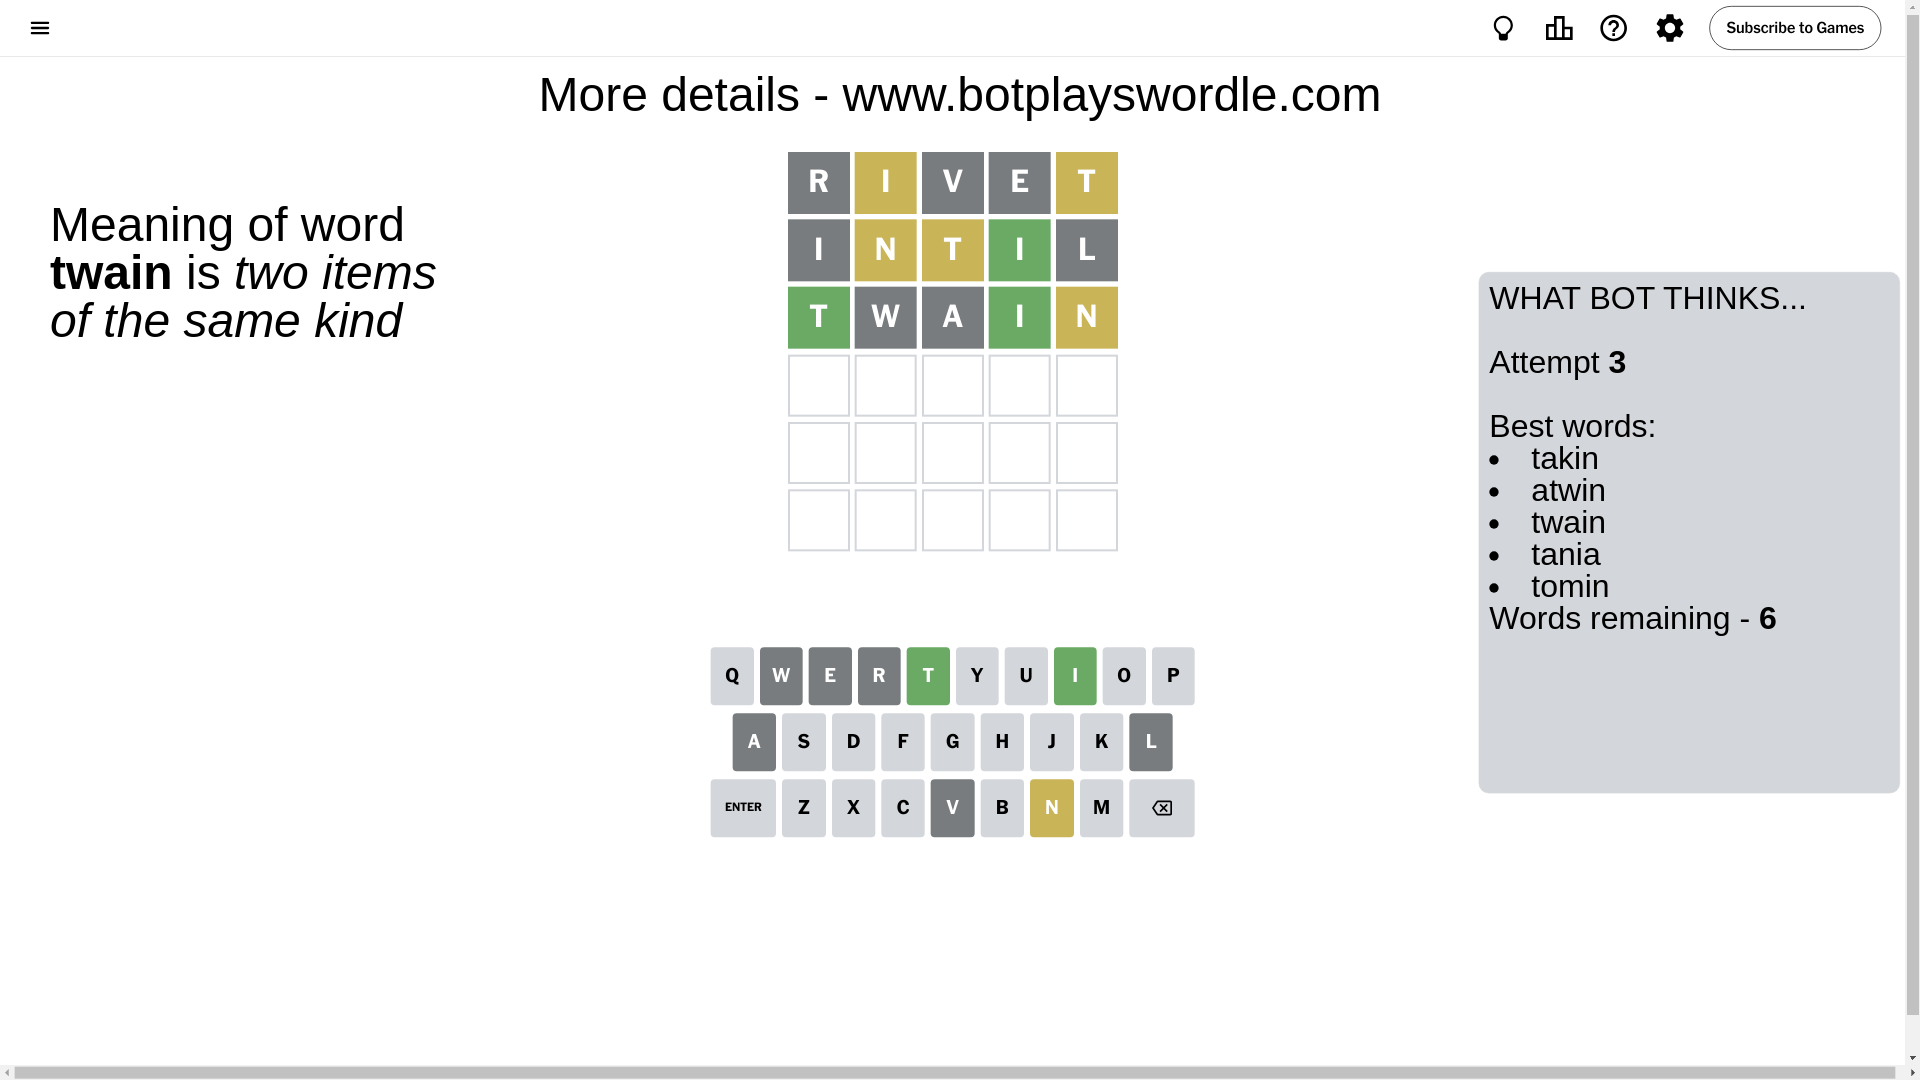 Subscribe to Games
More details - www.botplayswordle.com
Meaning of word
twain is two items
of the same kind
R I V E T
I N T I L
T W A I N
WHAT BOT THINKS...
Attempt 3
Best words:
• takin
• atwin
• twain
• tania
• tomin
Words remaining - 6
Q W E R T Y U I O P
A S D F G H J K L
ENTER Z X C V B N M